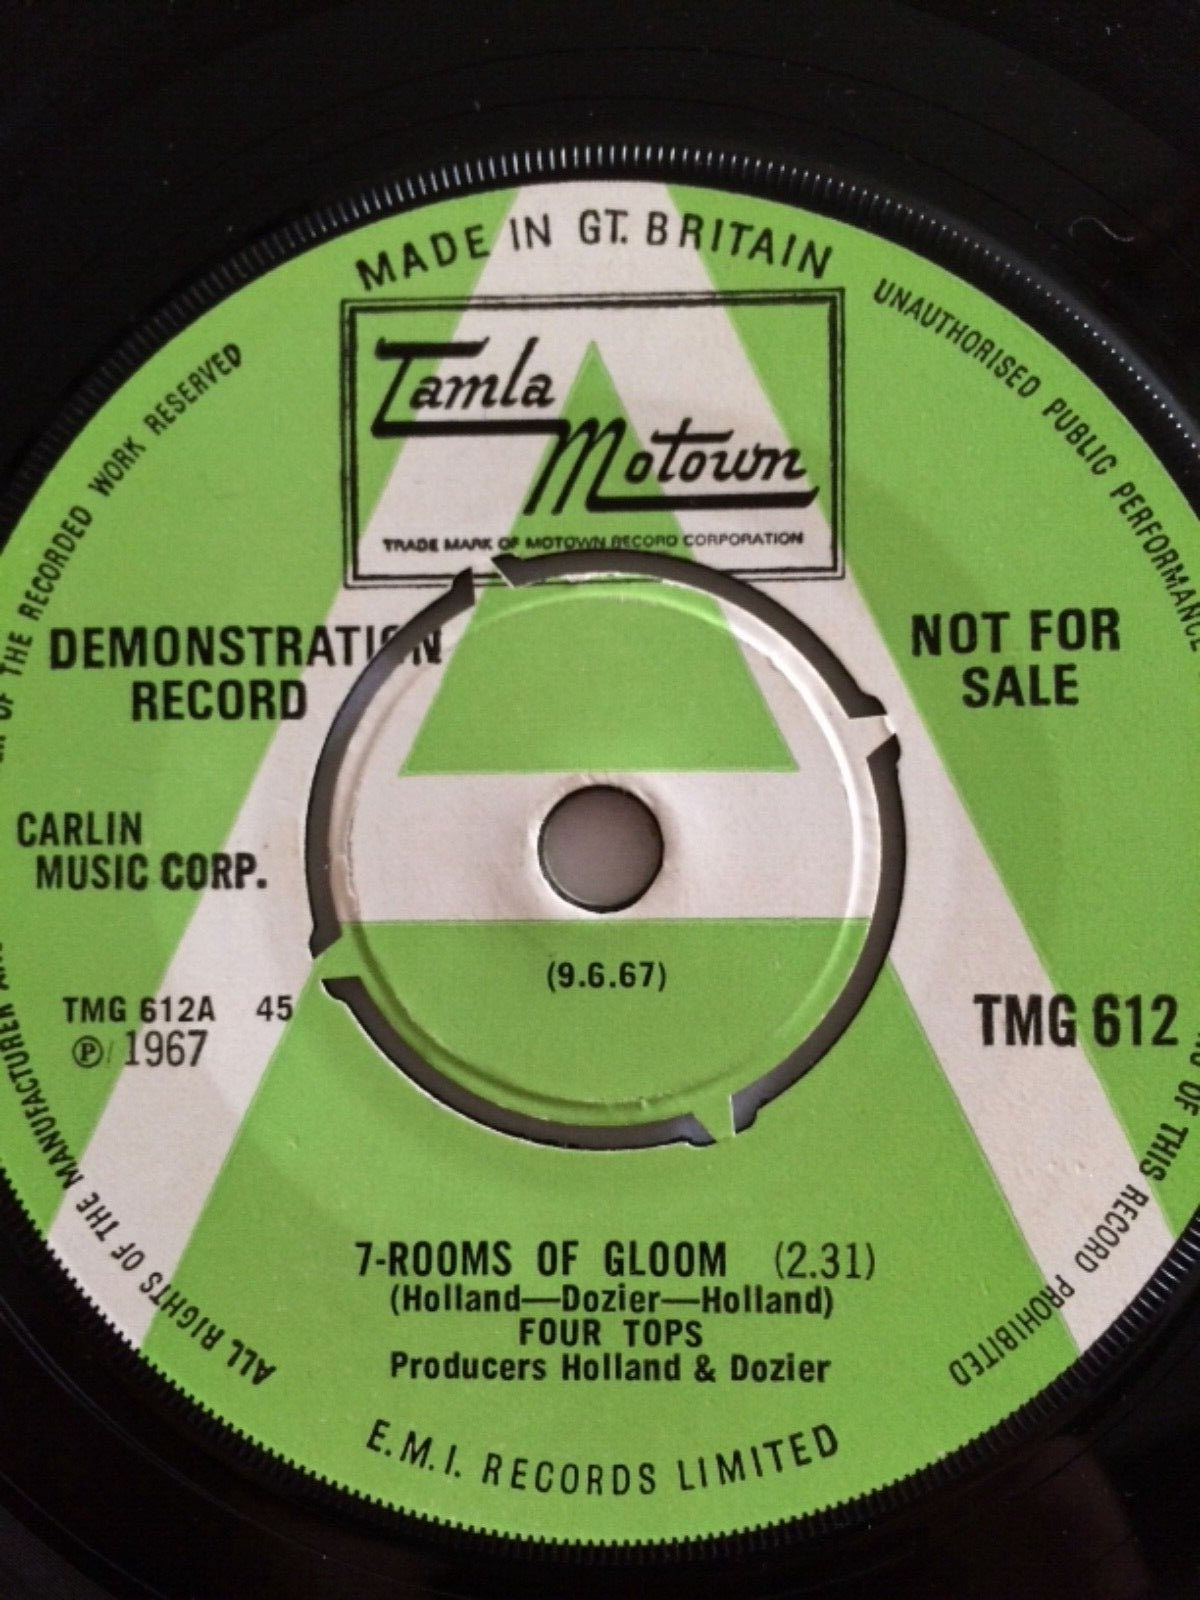 MADE IN GT. BRITAIN
Tamla
Motown
TRADE MARK OF MOTOWN RECORD CORPORATION
UNAUTHORISED PUBLIC PERFORMANCE
OF THIS RECORD PROHIBITED
ALL RIGHTS OF THE MANUFACTURER
OF THE RECORDED WORK RESERVED
DEMONSTRATION
RECORD
NOT FOR
SALE
CARLIN
MUSIC CORP.
(9.6.67)
TMG 612A 45
℗ 1967
TMG 612
7-ROOMS OF GLOOM (2.31)
(Holland—Dozier—Holland)
FOUR TOPS
Producers Holland & Dozier
E.M.I. RECORDS LIMITED